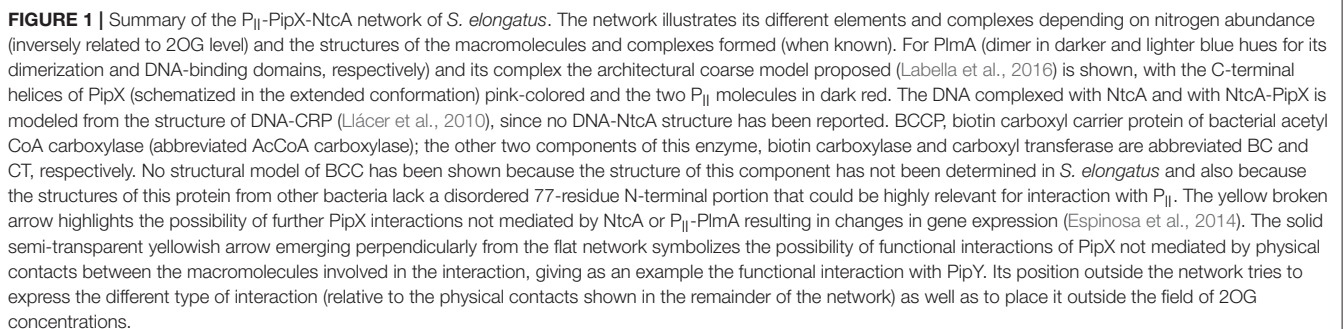 FIGURE 1 | Summary of the PII-PipX-NtcA network of S. elongatus. The network illustrates its different elements and complexes depending on nitrogen abundance
(inversely related to 2OG level) and the structures of the macromolecules and complexes formed (when known). For PlmA (dimer in darker and lighter blue hues for its
dimerization and DNA-binding domains, respectively) and its complex the architectural coarse model proposed (Labella et al., 2016) is shown, with the C-terminal
helices of PipX (schematized in the extended conformation) pink-colored and the two PII molecules in dark red. The DNA complexed with NtcA and with NtcA-PipX is
modeled from the structure of DNA-CRP (Llácer et al., 2010), since no DNA-NtcA structure has been reported. BCCP, biotin carboxyl carrier protein of bacterial acetyl
CoA carboxylase (abbreviated AcCoA carboxylase); the other two components of this enzyme, biotin carboxylase and carboxyl transferase are abbreviated BC and
CT, respectively. No structural model of BCC has been shown because the structure of this component has not been determined in S. elongatus and also because
the structures of this protein from other bacteria lack a disordered 77-residue N-terminal portion that could be highly relevant for interaction with PII. The yellow broken
arrow highlights the possibility of further PipX interactions not mediated by NtcA or PII-PlmA resulting in changes in gene expression (Espinosa et al., 2014). The solid
semi-transparent yellowish arrow emerging perpendicularly from the flat network symbolizes the possibility of functional interactions of PipX not mediated by physical
contacts between the macromolecules involved in the interaction, giving as an example the functional interaction with PipY. Its position outside the network tries to
express the different type of interaction (relative to the physical contacts shown in the remainder of the network) as well as to place it outside the field of 2OG
concentrations.